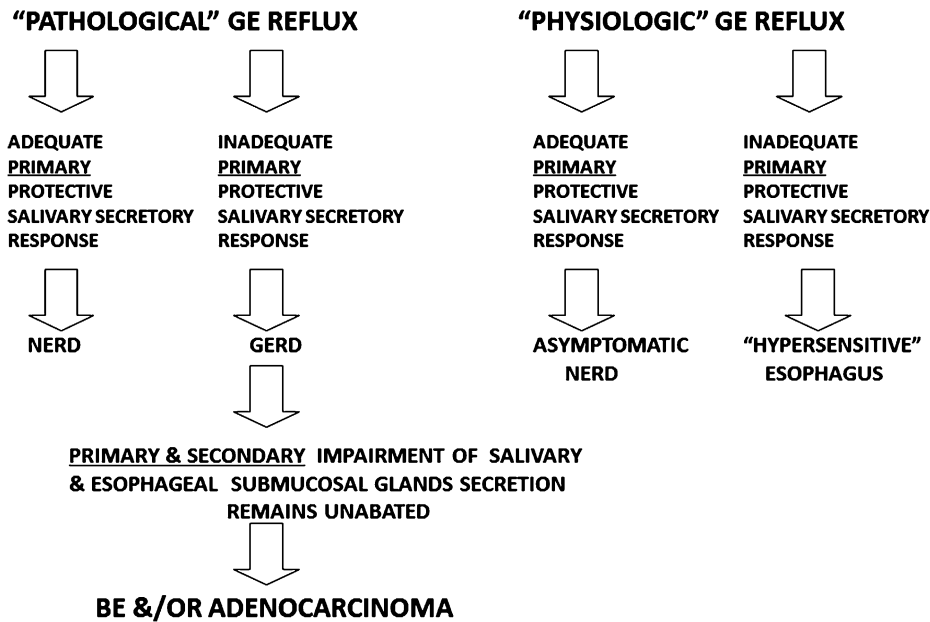 “PATHOLOGICAL” GE REFLUX
“PHYSIOLOGIC” GE REFLUX
ADEQUATE
PRIMARY
PROTECTIVE
SALIVARY SECRETORY
RESPONSE
INADEQUATE
PRIMARY
PROTECTIVE
SALIVARY SECRETORY
RESPONSE
ADEQUATE
PRIMARY
PROTECTIVE
SALIVARY SECRETORY
RESPONSE
INADEQUATE
PRIMARY
PROTECTIVE
SALIVARY SECRETORY
RESPONSE
NERD
GERD
ASYMPTOMATIC
NERD
“HYPERSENSITIVE”
ESOPHAGUS
PRIMARY & SECONDARY IMPAIRMENT OF SALIVARY
& ESOPHAGEAL SUBMUCOSAL GLANDS SECRETION
REMAINS UNABATED
BE &/OR ADENOCARCINOMA